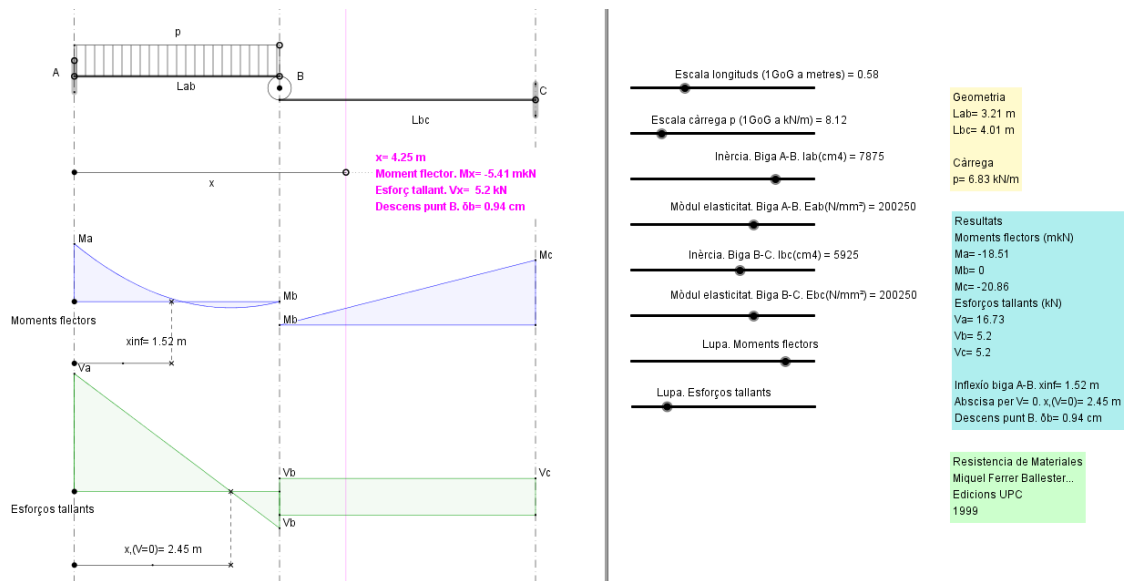 p
A
B
Lab
C
Lbc
x= 4.25 m
x
Moment flector. Mx= -5.41 mkN
Esforç tallant. Vx= 5.2 kN
Descens punt B. δb= 0.94 cm
Ma
Mc
Mb
Mb
Moments flectors
xinf= 1.52 m
Va
Vb
Vc
Esforços tallants
Vb
x,(V=0)= 2.45 m
Escala longituds (1GoG a metres) = 0.58
Escala càrrega p (1GoG a kN/m) = 8.12
Inèrcia. Biga A-B. Iab(cm4) = 7875
Mòdul elasticitat. Biga A-B. Eab(N/mm²) = 200250
Inèrcia. Biga B-C. Ibc(cm4) = 5925
Mòdul elasticitat. Biga B-C. Ebc(N/mm²) = 200250
Lupa. Moments flectors
Lupa. Esforços tallants
Geometria
Lab= 3.21 m
Lbc= 4.01 m
Càrrega
p= 6.83 kN/m
Resultats
Moments flectors (mkN)
Ma= -18.51
Mb= 0
Mc= -20.86
Esforços tallants (kN)
Va= 16.73
Vb= 5.2
Vc= 5.2
Inflexío biga A-B. xinf= 1.52 m
Abscisa per V= 0. x,(V=0)= 2.45 m
Descens punt B. δb= 0.94 cm
Resistencia de Materiales
Miquel Ferrer Ballester...
Edicions UPC
1999